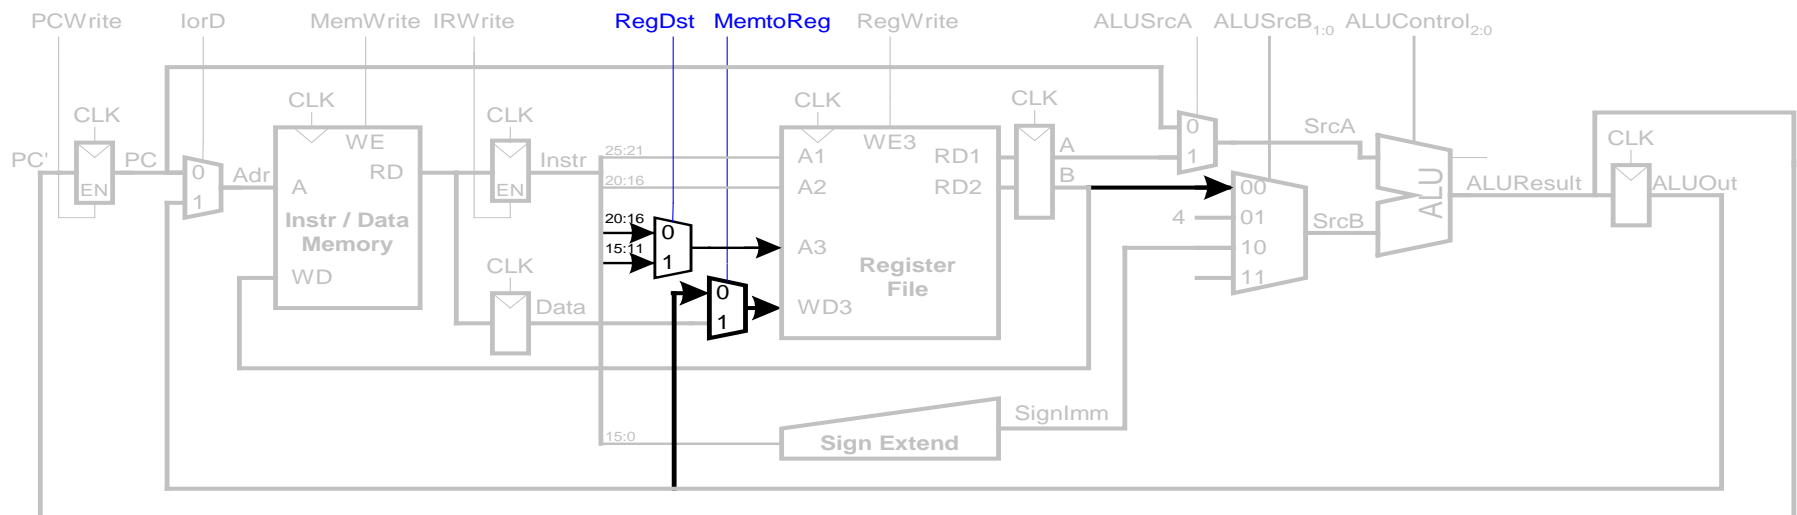 PCWrite IorD MemWrite IRWrite RegDst MemtoReg RegWrite ALUSrcA ALUSrcB1:0 ALUControl2:0
CLK CLK CLK CLK CLK CLK
PC' EN PC 0 1 Adr
A WE RD
Instr / Data
Memory
WD
EN Instr
CLK
Data
25:21
20:16
20:16
15:11
15:0
0
1
0
1
A1 WE3 RD1
A2 RD2
A3
Register
File
WD3
A
B
Sign Extend
SignImm
0
1
SrcA
00
4 01
10
11
SrcB
ALU
ALUResult
ALUOut